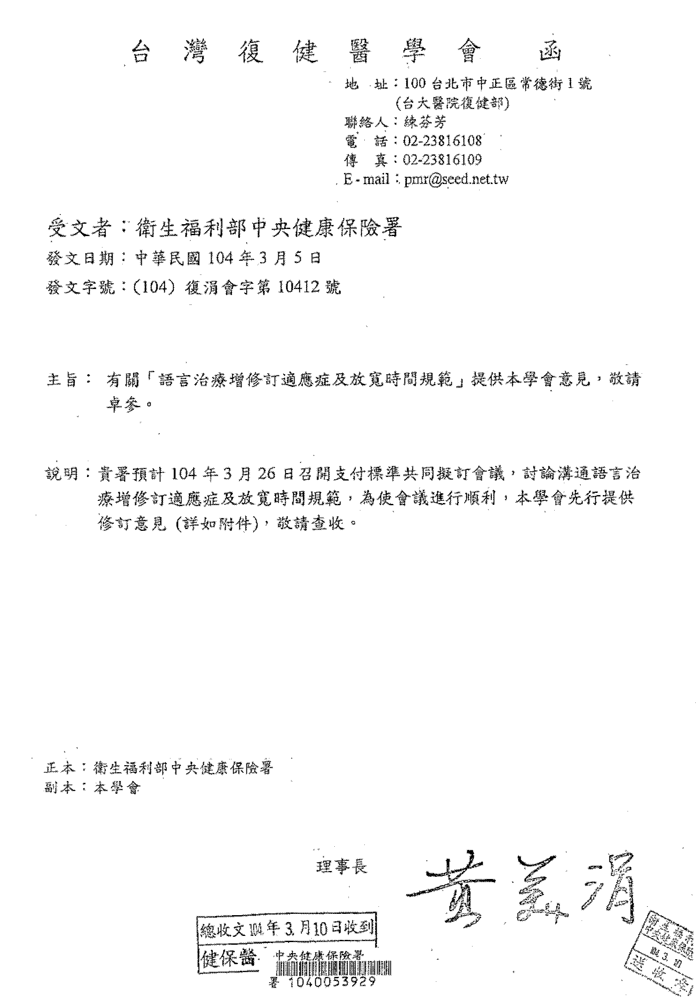 台灣復健醫學會 函
地 址：100 台北市中正區常德街 1 號
(台大醫院復健部)
聯絡人：練芬芳
電 話：02-23816108
傳 真：02-23816109
E - mail：pmr@seed.net.tw
受文者：衛生福利部中央健康保險署
發文日期：中華民國 104 年 3 月 5 日
發文字號：(104) 復涓會字第 10412 號
主旨： 有關「語言治療增修訂適應症及放寬時間規範」提供本學會意見，敬請
卓參。
說明：貴署預計 104 年 3 月 26 日召開支付標準共同擬訂會議，討論溝通語言治
療增修訂適應症及放寬時間規範，為使會議進行順利，本學會先行提供
修訂意見 (詳如附件)，敬請查收。
正本：衛生福利部中央健康保險署
副本：本學會
理事長 黃美涓
總收文 104. 年 3. 月 10 日收到
健保醫
中央健康保險署
署 1040053929
104. 3. 10
送 收